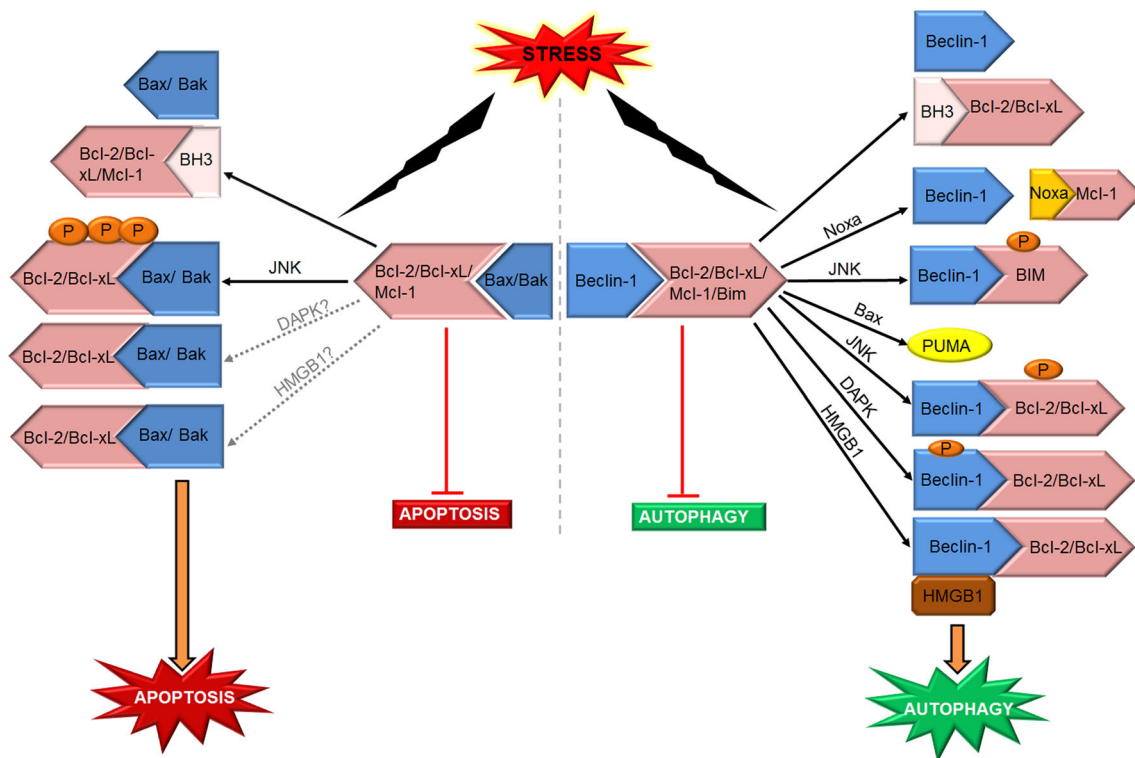 STRESS
Bax/ Bak
Bcl-2/Bcl-
xL/Mcl-1
BH3
P
P
P
Bcl-2/Bcl-xL
Bax/ Bak
Bcl-2/Bcl-xL
Bax/ Bak
Bcl-2/Bcl-xL
Bax/ Bak
APOPTOSIS
JNK
DAPK?
HMGB1?
Bcl-2/Bcl-xL/
Mcl-1
Bax/Bak
APOPTOSIS
Beclin-1
Bcl-2/Bcl-xL/
Mcl-1/Bim
AUTOPHAGY
Noxa
JNK
Bax
JNK
DAPK
HMGB1
Beclin-1
BH3
Bcl-2/Bcl-xL
Beclin-1
Noxa
Mcl-1
P
Beclin-1
BIM
PUMA
P
Beclin-1
Bcl-2/Bcl-xL
P
Beclin-1
Bcl-2/Bcl-xL
Beclin-1
Bcl-2/Bcl-xL
HMGB1
AUTOPHAGY